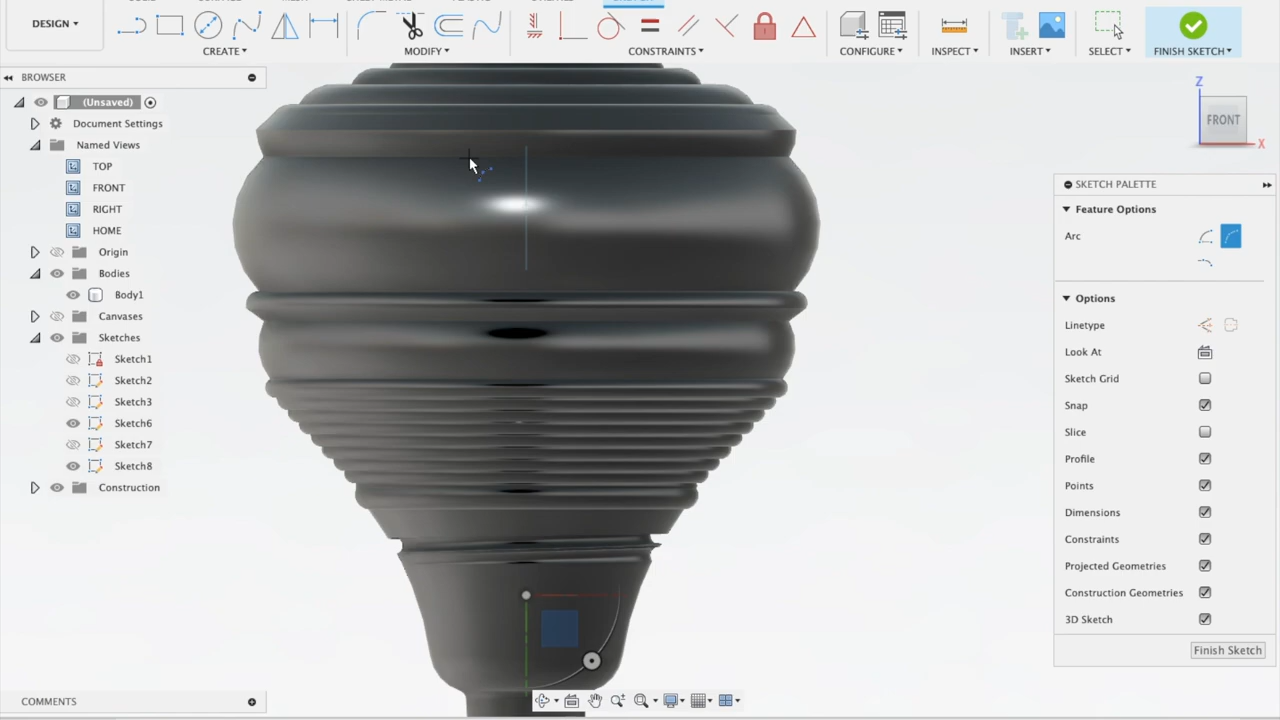 DESIGN
CREATE
MODIFY
CONSTRAINTS
CONFIGURE
INSPECT
INSERT
SELECT
FINISH SKETCH
BROWSER
(Unsaved)
Document Settings
Named Views
TOP
FRONT
RIGHT
HOME
Origin
Bodies
Body1
Canvases
Sketches
Sketch1
Sketch2
Sketch3
Sketch6
Sketch7
Sketch8
Construction
COMMENTS
Z
FRONT
X
SKETCH PALETTE
Feature Options
Arc
Options
Linetype
Look At
Sketch Grid
Snap
Slice
Profile
Points
Dimensions
Constraints
Projected Geometries
Construction Geometries
3D Sketch
Finish Sketch